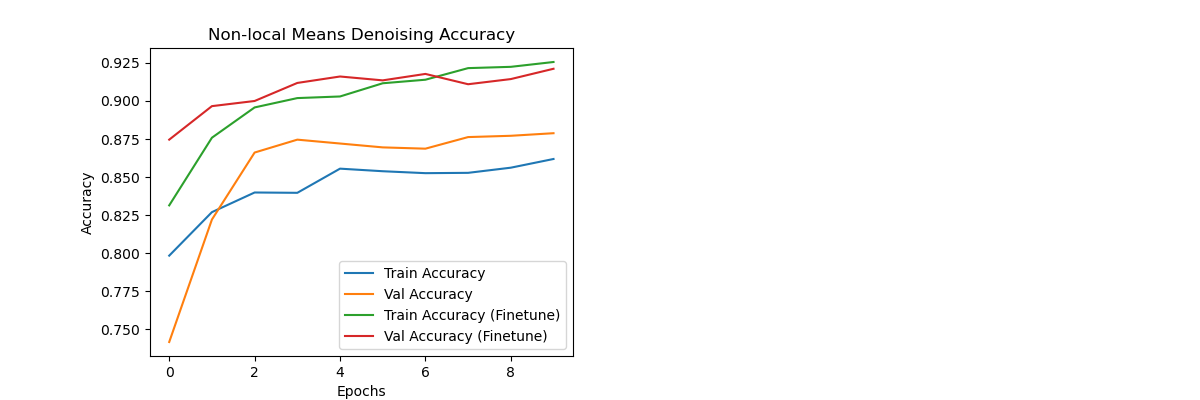 Non-local Means Denoising Accuracy
0.925
0.900
0.875
0.850
0.825
0.800
0.775
0.750
Accuracy
Train Accuracy
Val Accuracy
Train Accuracy (Finetune)
Val Accuracy (Finetune)
0 2 4 6 8
Epochs